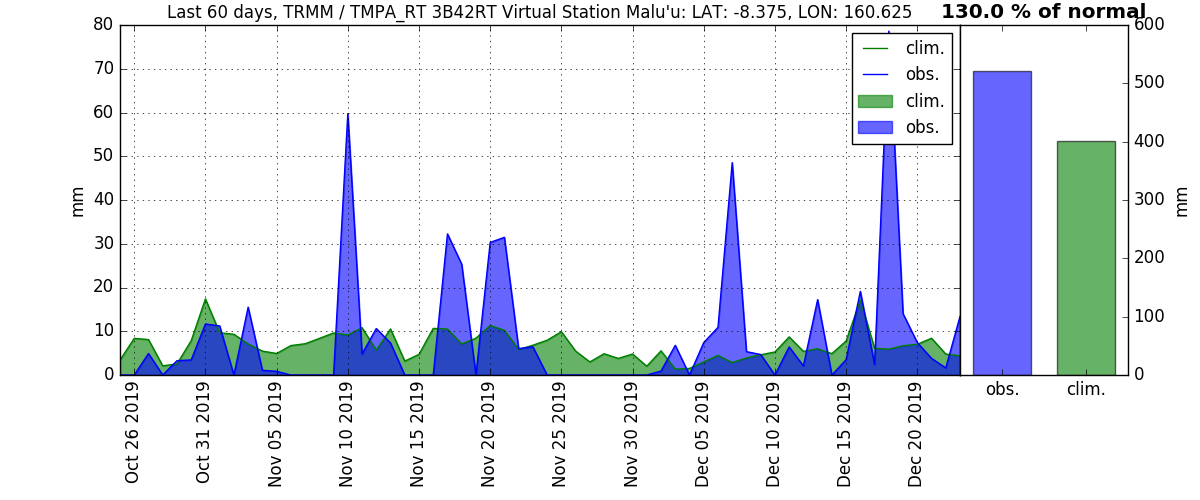 Last 60 days, TRMM / TMPA_RT 3B42RT Virtual Station Malu'u: LAT: -8.375, LON: 160.625
130.0 % of normal
80
70
60
50
40
30
20
10
0
mm
clim.
obs.
clim.
obs.
600
500
400
300
200
100
0
mm
Oct 26 2019
Oct 31 2019
Nov 05 2019
Nov 10 2019
Nov 15 2019
Nov 20 2019
Nov 25 2019
Nov 30 2019
Dec 05 2019
Dec 10 2019
Dec 15 2019
Dec 20 2019
obs.
clim.